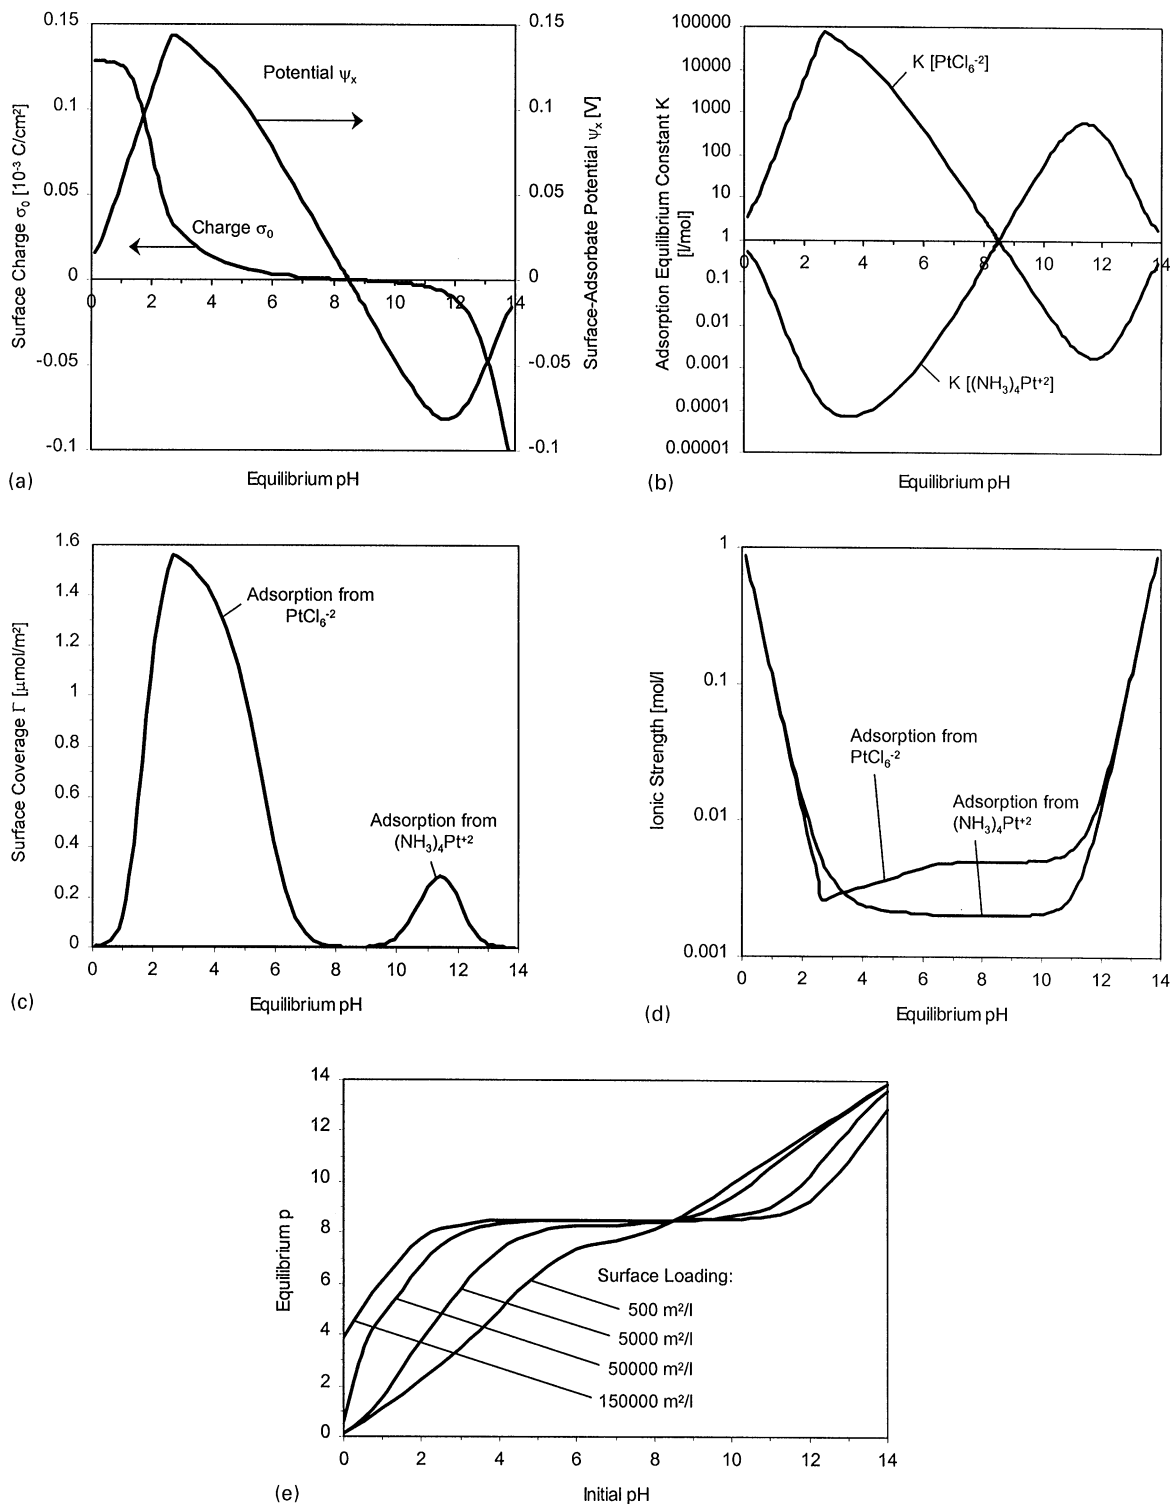 0.15
0.1
0.05
0
-0.05
-0.1
Surface Charge σ₀ [10⁻³ C/cm²]
0.15
0.1
0.05
0
-0.05
-0.1
Surface-Adsorbate Potential ψₓ [V]
Potential ψₓ
Charge σ₀
0 2 4 6 8 10 12 14
Equilibrium pH
(a)
100000
10000
1000
100
10
1
0.1
0.01
0.001
0.0001
0.00001
Adsorption Equilibrium Constant K
[l/mol]
K [PtCl₆⁻²]
K [(NH₃)₄Pt⁺²]
0 2 4 6 8 10 12 14
Equilibrium pH
(b)
1.6
1.4
1.2
1
0.8
0.6
0.4
0.2
0
Surface Coverage Γ [μmol/m²]
Adsorption from
PtCl₆⁻²
Adsorption from
(NH₃)₄Pt⁺²
0 2 4 6 8 10 12 14
Equilibrium pH
(c)
1
0.1
0.01
0.001
Ionic Strength [mol/l
Adsorption from
PtCl₆⁻²
Adsorption from
(NH₃)₄Pt⁺²
0 2 4 6 8 10 12 14
Equilibrium pH
(d)
14
12
10
8
6
4
2
0
Equilibrium p
Surface Loading:
500 m²/l
5000 m²/l
50000 m²/l
150000 m²/l
0 2 4 6 8 10 12 14
Initial pH
(e)